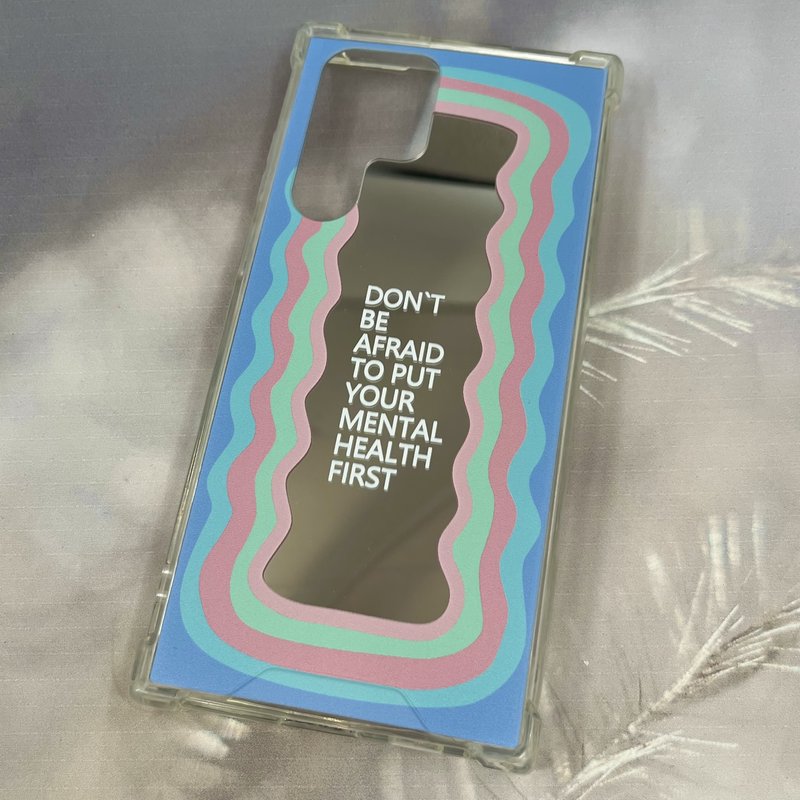 DON`T
BE
AFRAID
TO PUT
YOUR
MENTAL
HEALTH
FIRST